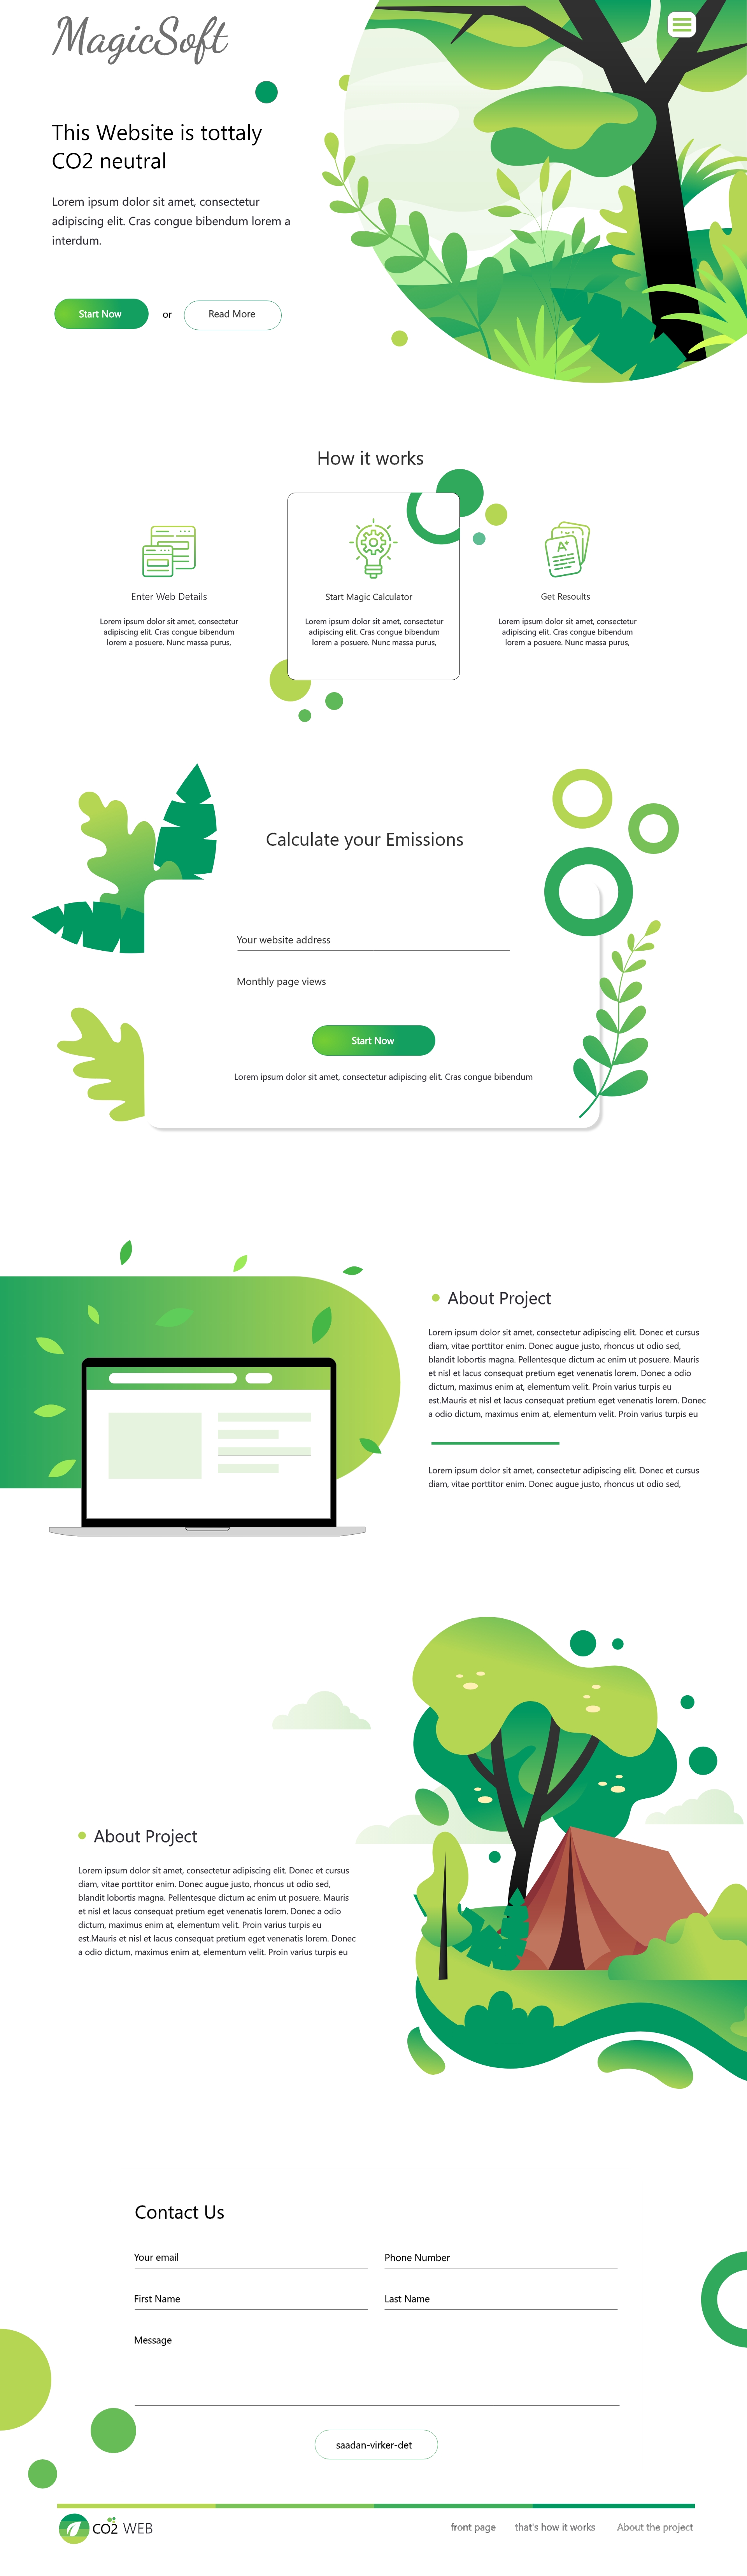 MagicSoft
This Website is tottaly
CO2 neutral
Lorem ipsum dolor sit amet, consectetur
adipiscing elit. Cras congue bibendum lorem a
interdum.
Start Now
or
Read More
How it works
Enter Web Details
Lorem ipsum dolor sit amet, consectetur
adipiscing elit. Cras congue bibendum
lorem a posuere. Nunc massa purus,
Start Magic Calculator
Lorem ipsum dolor sit amet, consectetur
adipiscing elit. Cras congue bibendum
lorem a posuere. Nunc massa purus,
A+
Get Resoults
Lorem ipsum dolor sit amet, consectetur
adipiscing elit. Cras congue bibendum
lorem a posuere. Nunc massa purus,
Calculate your Emissions
Your website address
Monthly page views
Start Now
Lorem ipsum dolor sit amet, consectetur adipiscing elit. Cras congue bibendum
About Project
Lorem ipsum dolor sit amet, consectetur adipiscing elit. Donec et cursus
diam, vitae porttitor enim. Donec augue justo, rhoncus ut odio sed,
blandit lobortis magna. Pellentesque dictum ac enim ut posuere. Mauris
et nisl et lacus consequat pretium eget venenatis lorem. Donec a odio
dictum, maximus enim at, elementum velit. Proin varius turpis eu
est.Mauris et nisl et lacus consequat pretium eget venenatis lorem. Donec
a odio dictum, maximus enim at, elementum velit. Proin varius turpis eu
Lorem ipsum dolor sit amet, consectetur adipiscing elit. Donec et cursus
diam, vitae porttitor enim. Donec augue justo, rhoncus ut odio sed,
About Project
Lorem ipsum dolor sit amet, consectetur adipiscing elit. Donec et cursus
diam, vitae porttitor enim. Donec augue justo, rhoncus ut odio sed,
blandit lobortis magna. Pellentesque dictum ac enim ut posuere. Mauris
et nisl et lacus consequat pretium eget venenatis lorem. Donec a odio
dictum, maximus enim at, elementum velit. Proin varius turpis eu
est.Mauris et nisl et lacus consequat pretium eget venenatis lorem. Donec
a odio dictum, maximus enim at, elementum velit. Proin varius turpis eu
Contact Us
Your email
Phone Number
First Name
Last Name
Message
saadan-virker-det
CO2 WEB
front page
that's how it works
About the project